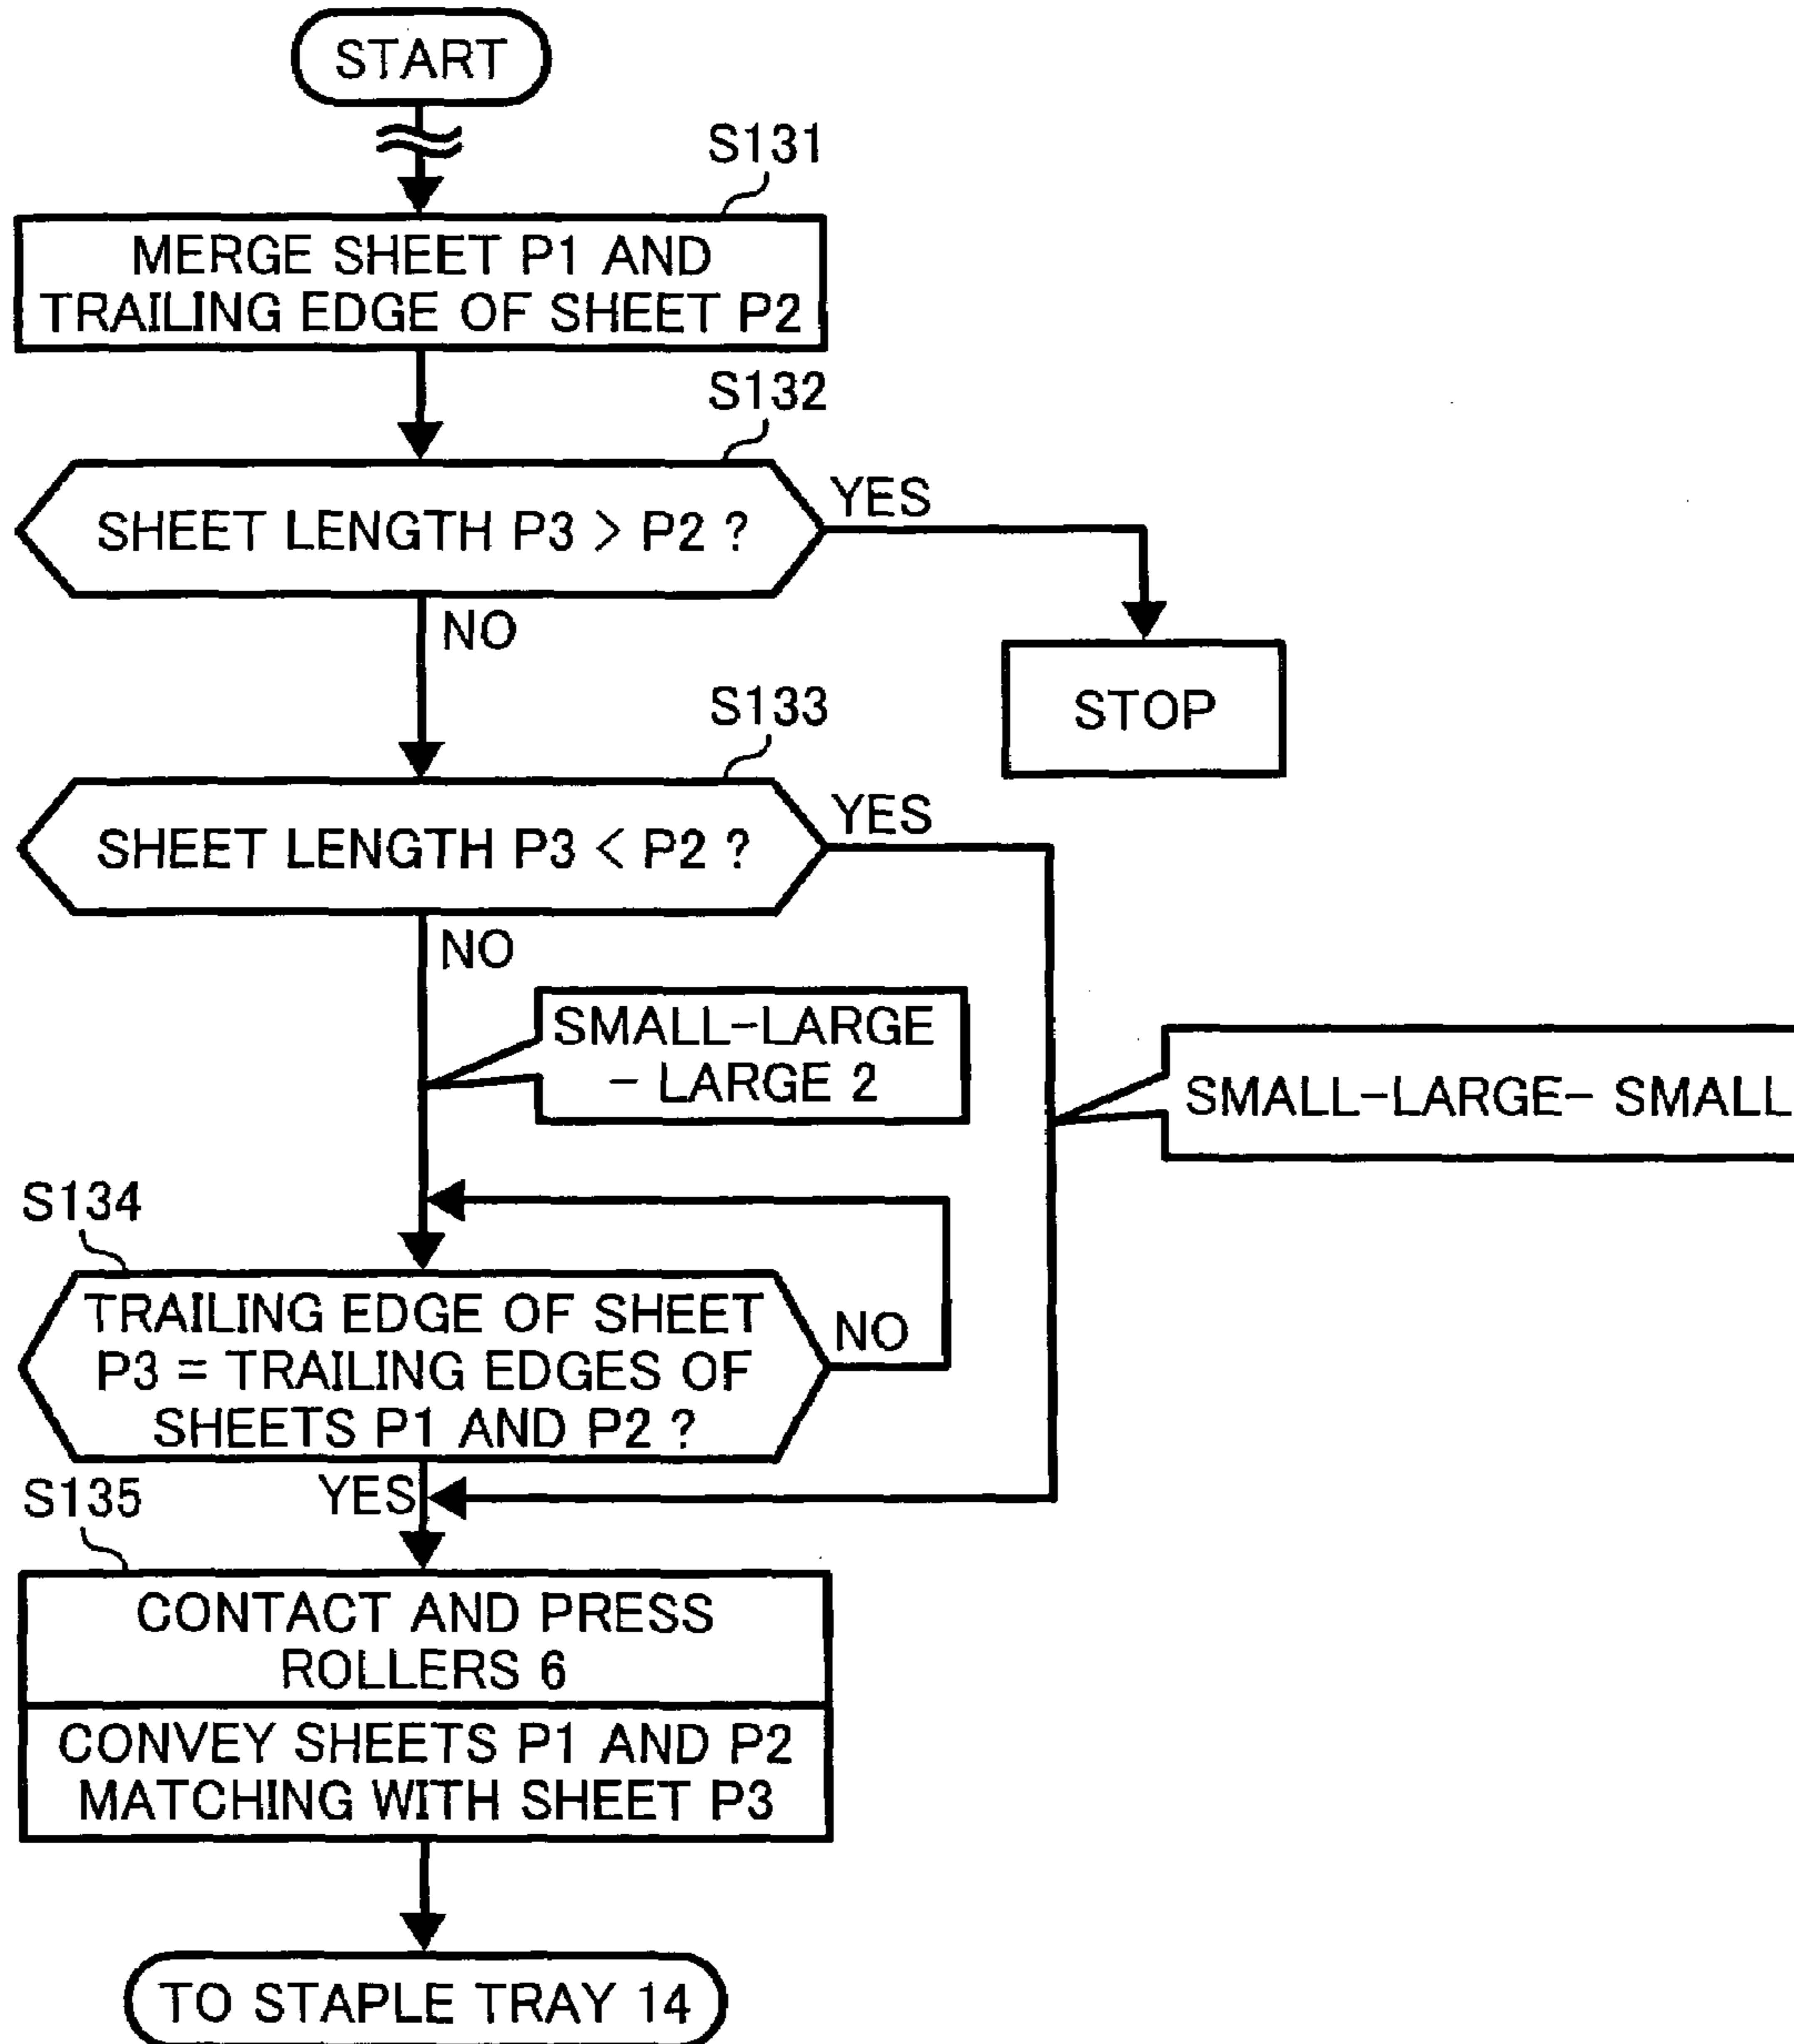 START
S131
MERGE SHEET P1 AND
TRAILING EDGE OF SHEET P2
S132
SHEET LENGTH P3 > P2 ?
YES
NO
STOP
S133
SHEET LENGTH P3 < P2 ?
YES
NO
SMALL-LARGE
- LARGE 2
SMALL-LARGE- SMALL
S134
TRAILING EDGE OF SHEET
P3 = TRAILING EDGES OF
SHEETS P1 AND P2 ?
NO
YES
S135
CONTACT AND PRESS
ROLLERS 6
CONVEY SHEETS P1 AND P2
MATCHING WITH SHEET P3
TO STAPLE TRAY 14